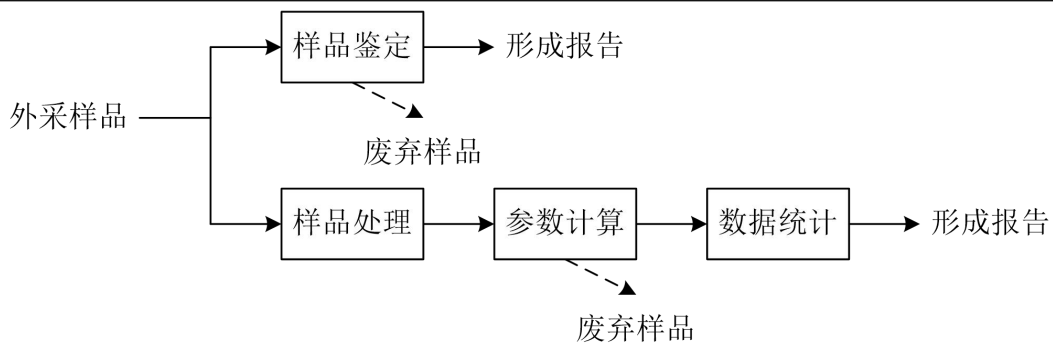 样品鉴定
形成报告
外采样品
废弃样品
样品处理
参数计算
数据统计
形成报告
废弃样品